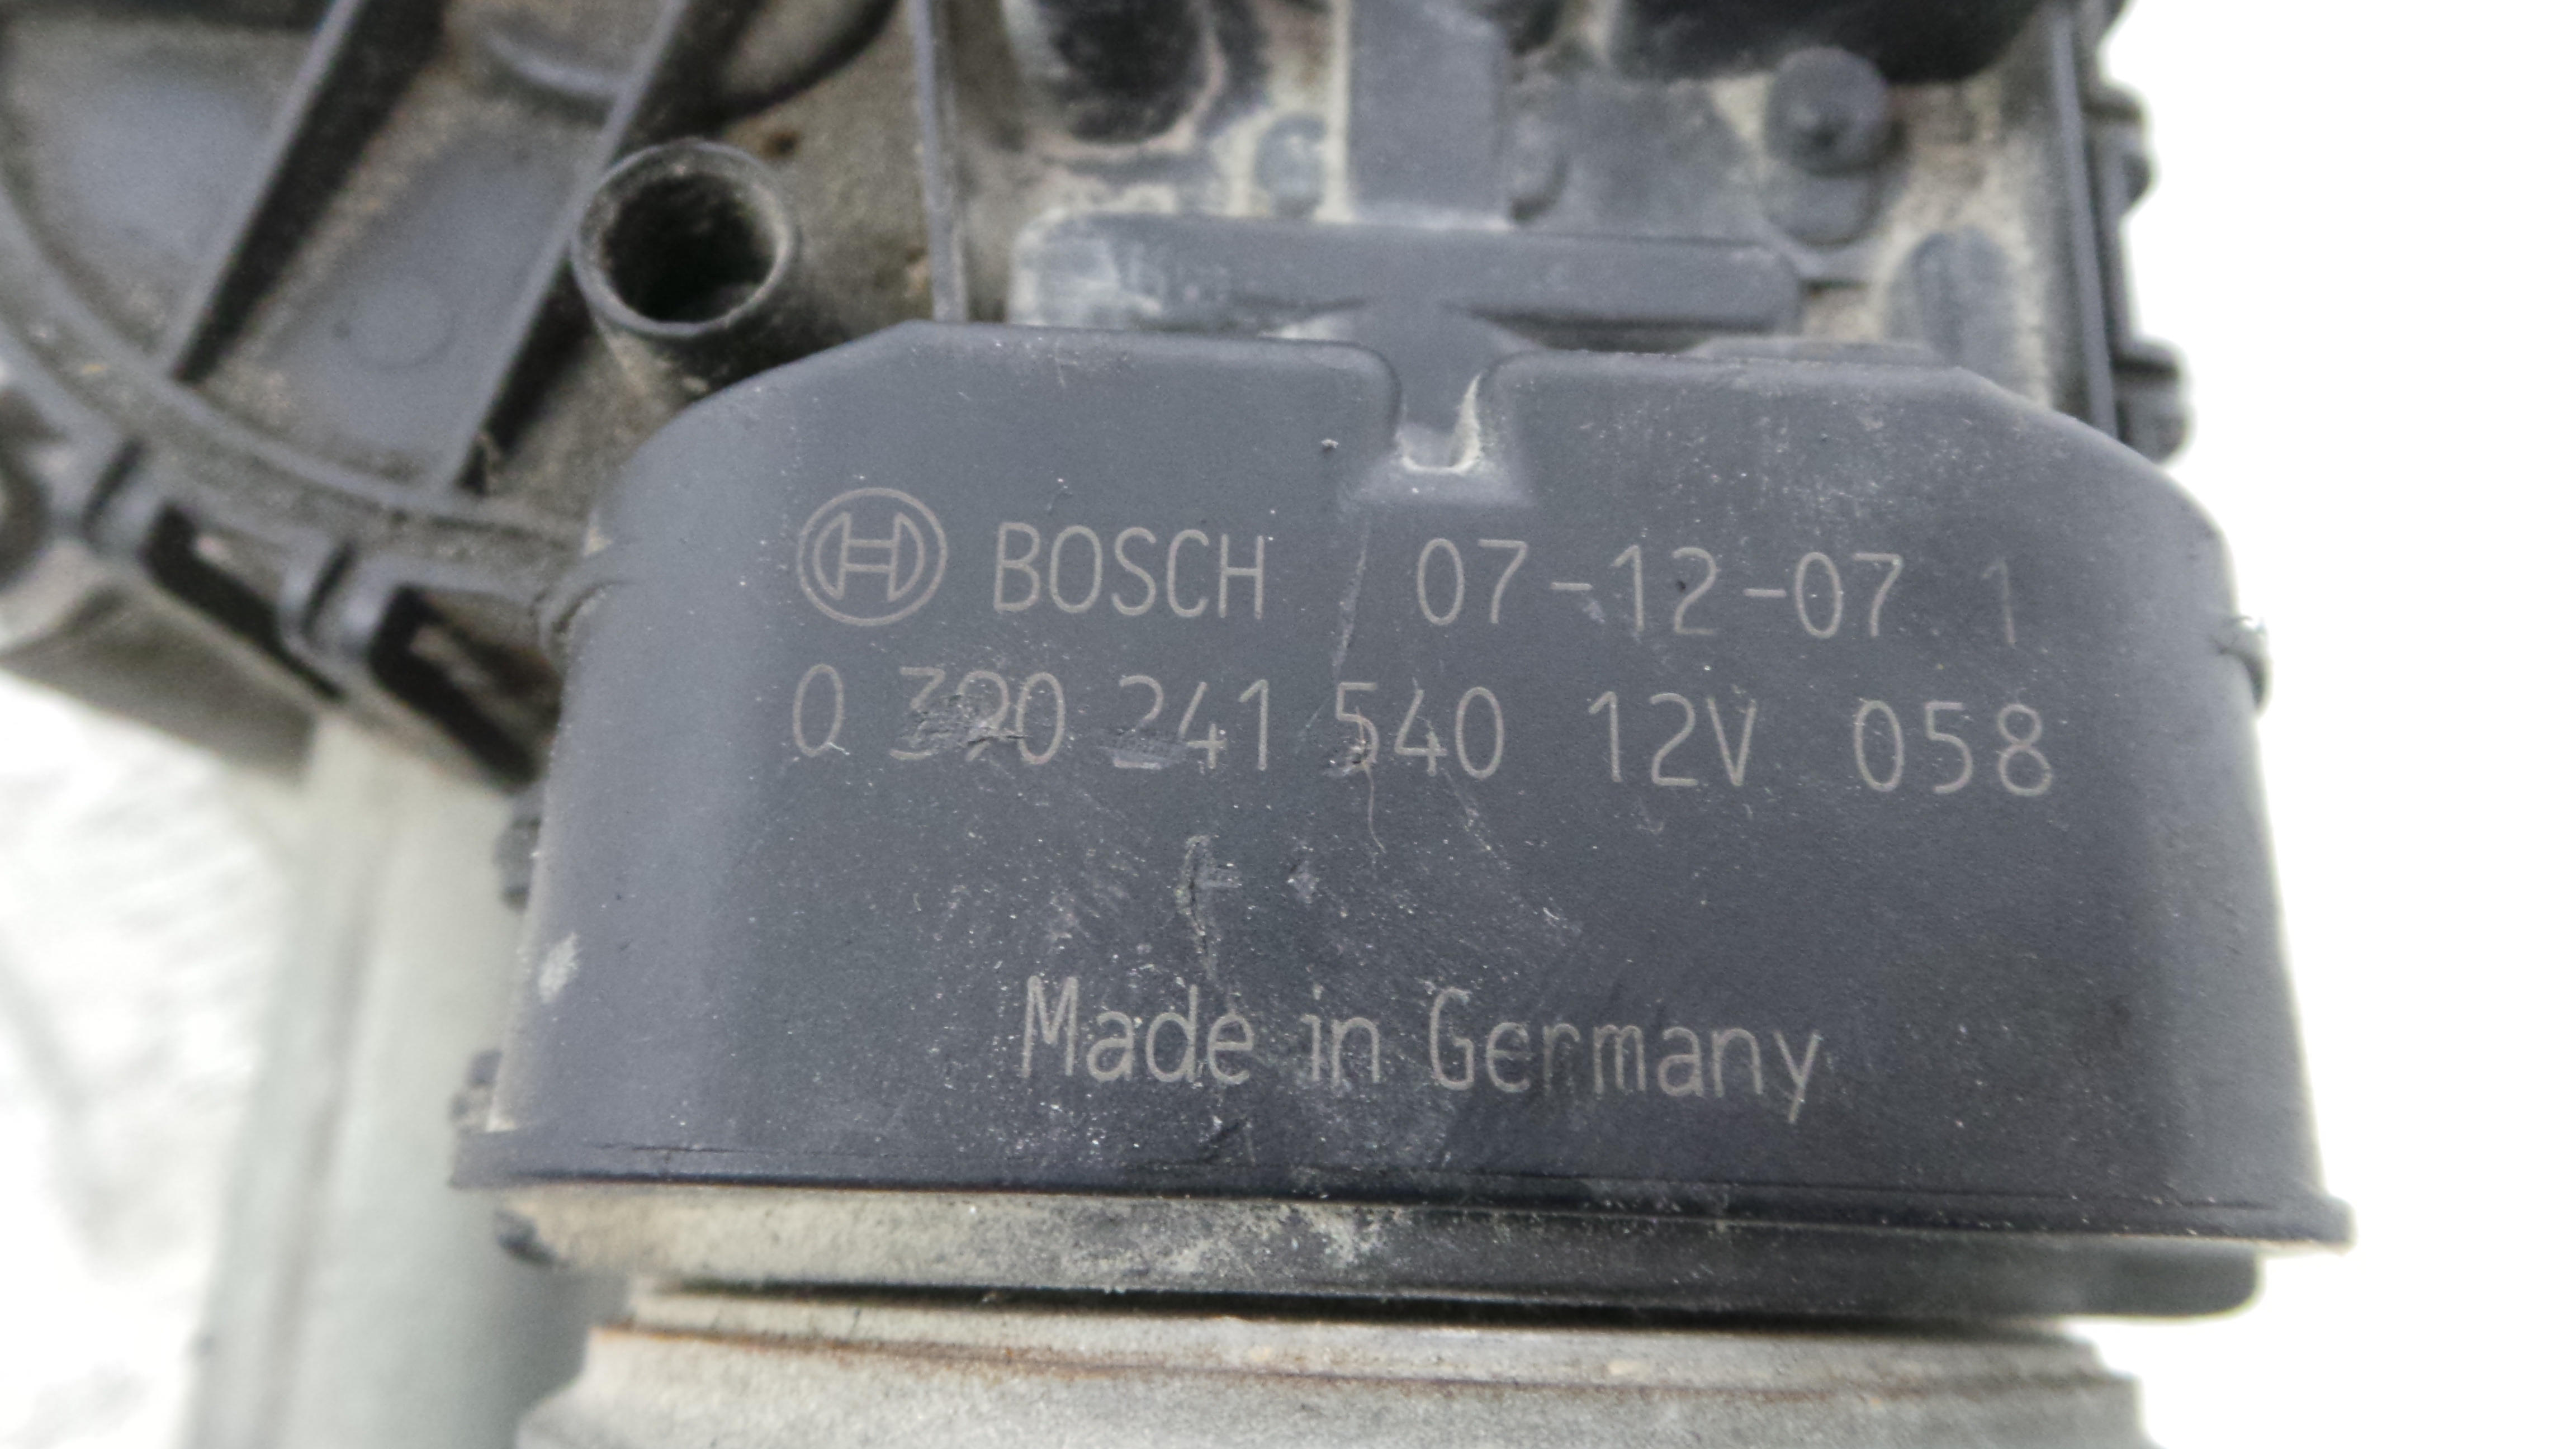 BOSCH 07-12-07 1
0 390 241 540 12V 058
Made in Germany